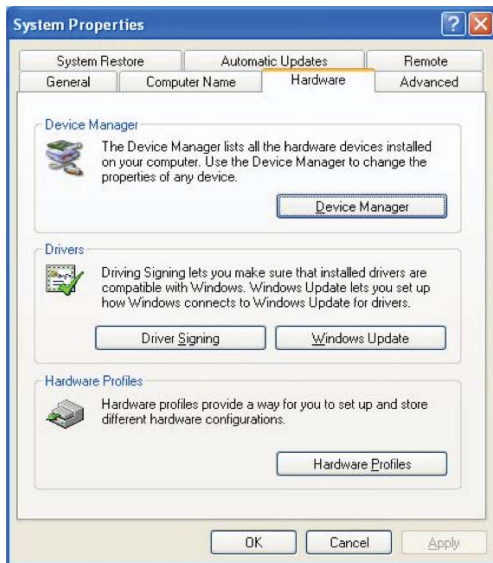 System Properties
System Restore
Automatic Updates
Remote
General
Computer Name
Hardware
Advanced
Device Manager
The Device Manager lists all the hardware devices installed
on your computer. Use the Device Manager to change the
properties of any device.
Device Manager
Drivers
Driving Signing lets you make sure that installed drivers are
compatible with Windows. Windows Update lets you set up
how Windows connects to Windows Update for drivers.
Driver Signing
Windows Update
Hardware Profiles
Hardware profiles provide a way for you to set up and store
different hardware configurations.
Hardware Profiles
OK
Cancel
Apply